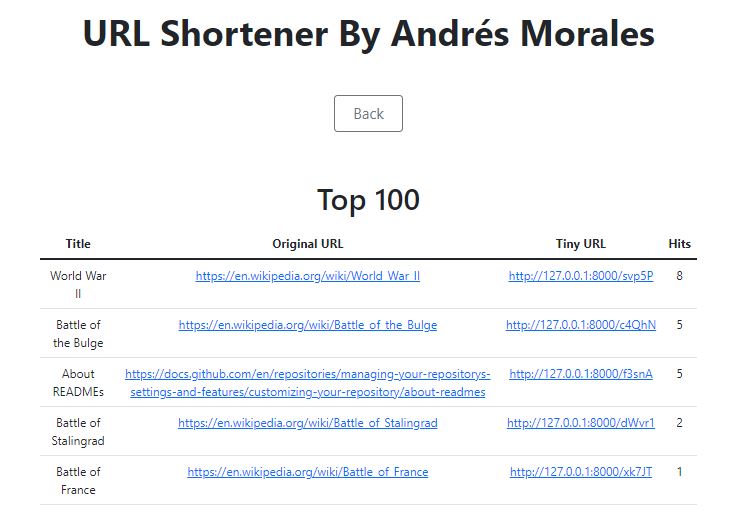 URL Shortener By Andrés Morales
Back
Top 100
Title Original URL Tiny URL Hits
World War
II
https://en.wikipedia.org/wiki/World_War_II http://127.0.0.1:8000/svp5P 8
Battle of
the Bulge
https://en.wikipedia.org/wiki/Battle_of_the_Bulge http://127.0.0.1:8000/c4QhN 5
About
READMEs
https://docs.github.com/en/repositories/managing-your-repositorys-
settings-and-features/customizing-your-repository/about-readmes
http://127.0.0.1:8000/f3snA 5
Battle of
Stalingrad
https://en.wikipedia.org/wiki/Battle_of_Stalingrad http://127.0.0.1:8000/dWvr1 2
Battle of
France
https://en.wikipedia.org/wiki/Battle_of_France http://127.0.0.1:8000/xk7JT 1